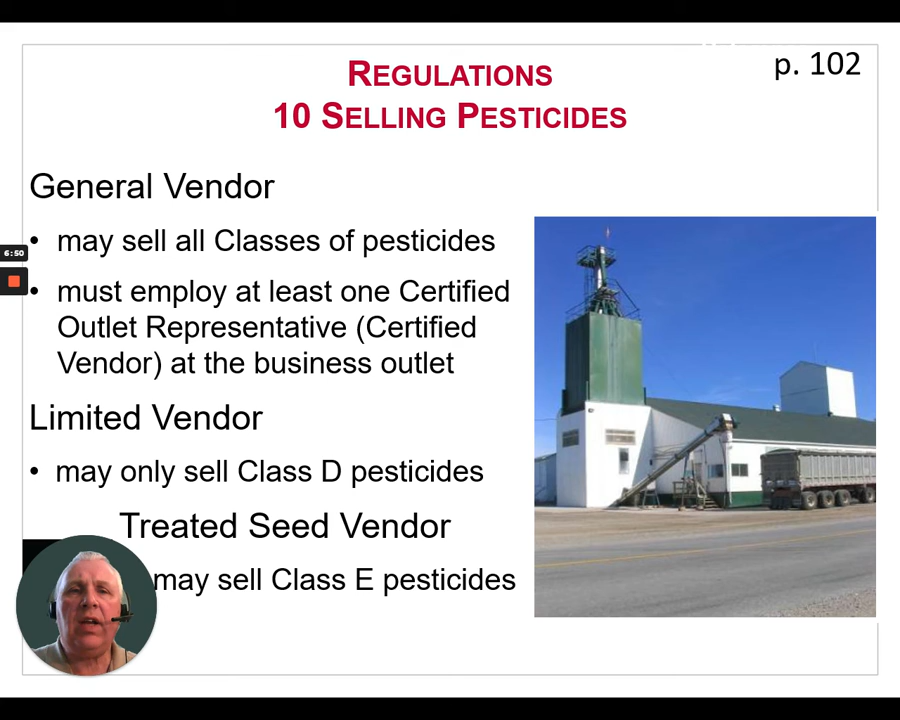 p. 102
REGULATIONS
10 SELLING PESTICIDES
General Vendor
• may sell all Classes of pesticides
• must employ at least one Certified
Outlet Representative (Certified
Vendor) at the business outlet
Limited Vendor
• may only sell Class D pesticides
Treated Seed Vendor
may sell Class E pesticides
6:50